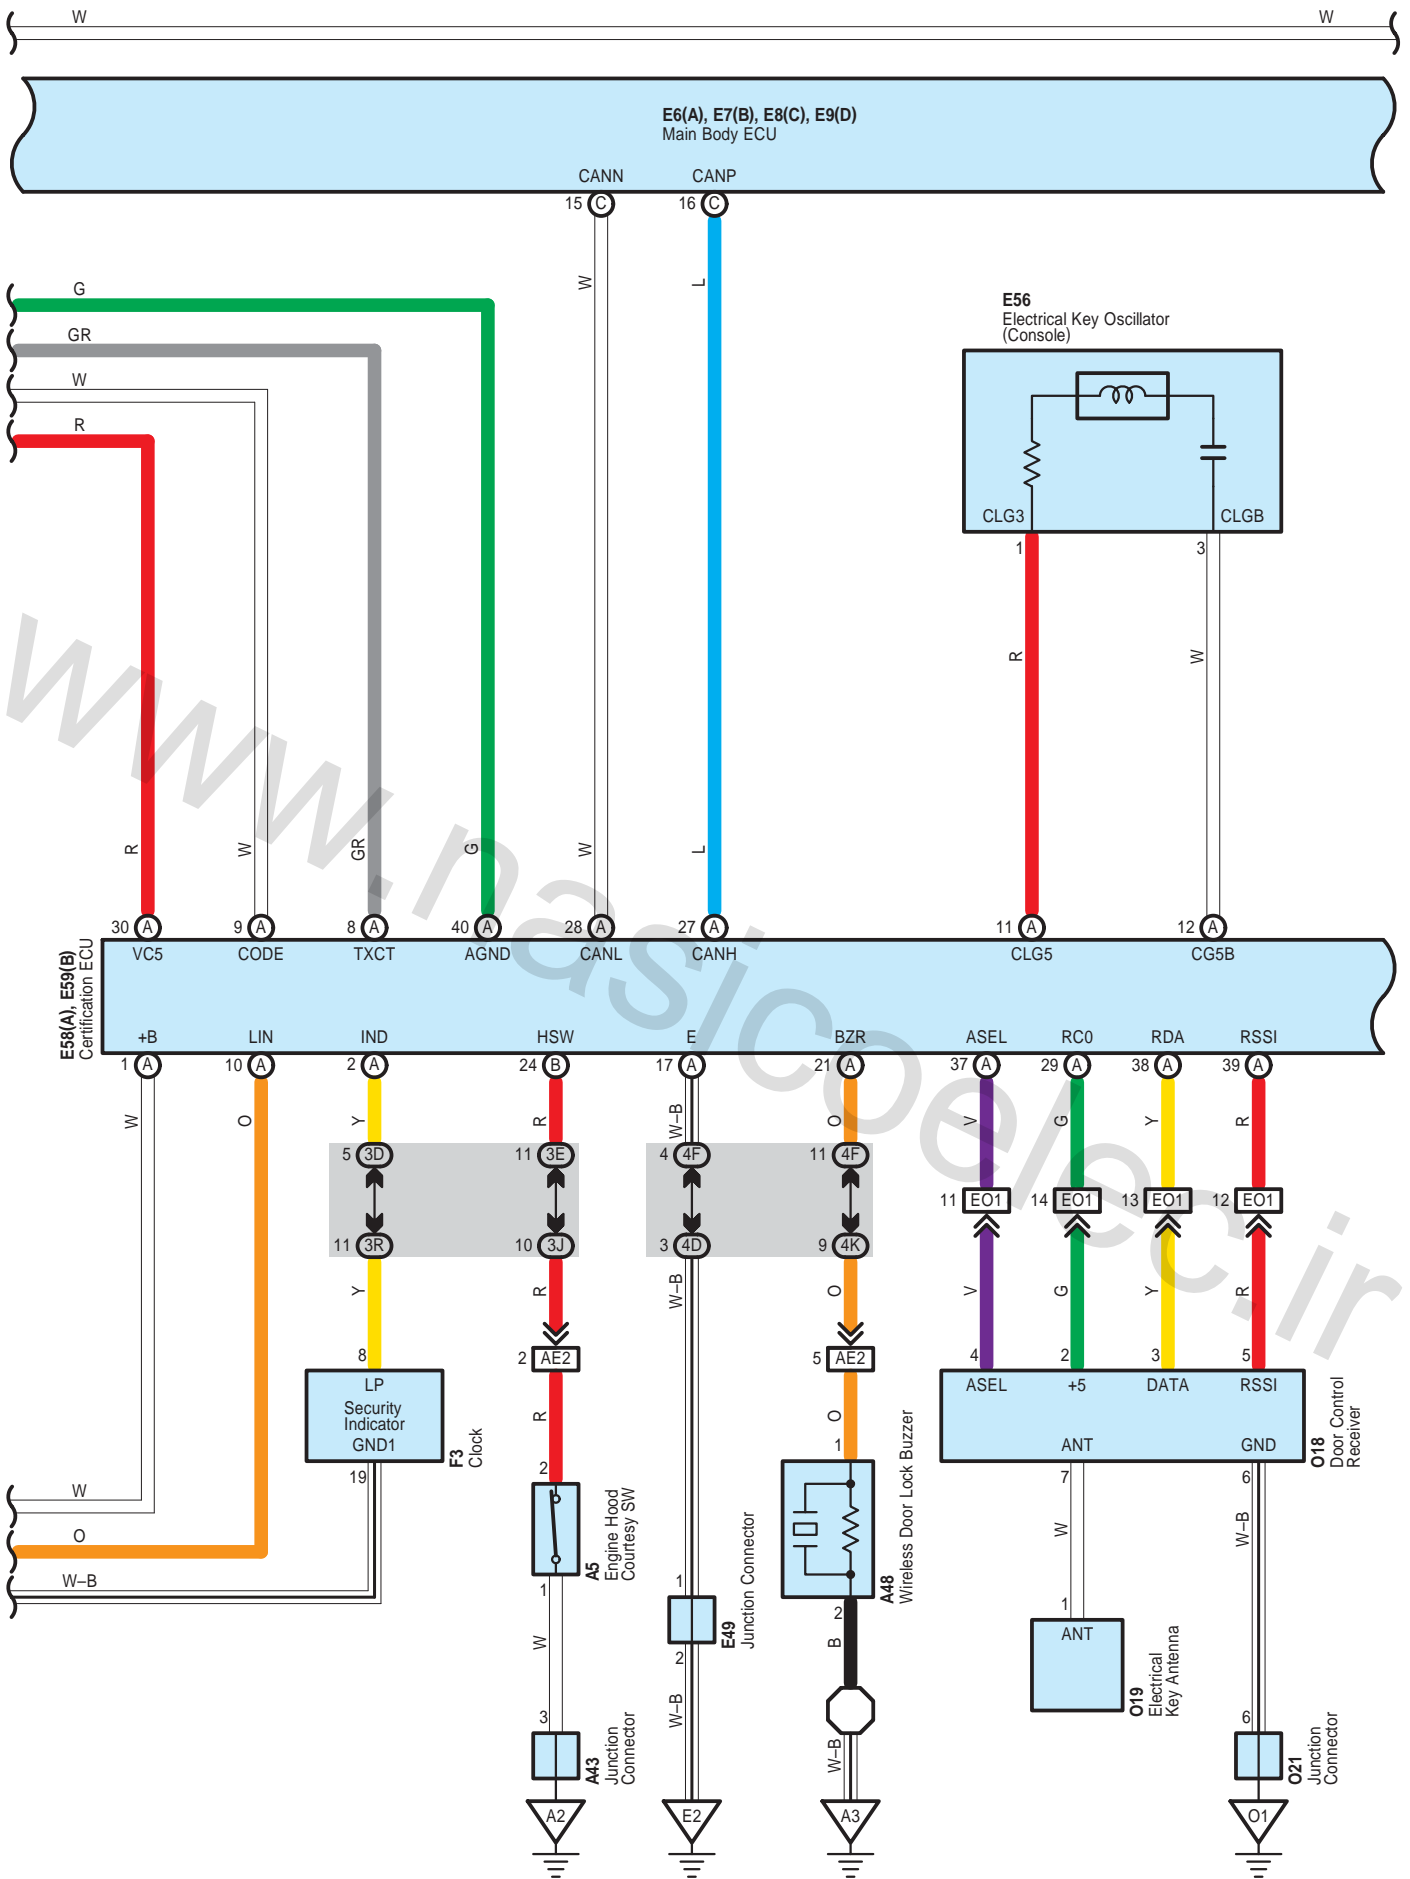 W W
E6(A), E7(B), E8(C), E9(D)
Main Body ECU
CANN CANP
15 C 16 C
W L
G
GR
W
R
E56
Electrical Key Oscillator
(Console)
CLG3 CLGB
1 3
R W
R W GR G W L
30 A 9 A 8 A 40 A 28 A 27 A 11 A 12 A
VC5 CODE TXCT AGND CANL CANH CLG5 CG5B
E58(A), E59(B)
Certification ECU
+B LIN IND HSW E BZR ASEL RC0 RDA RSSI
1 A 10 A 2 A 24 B 17 A 21 A 37 A 29 A 38 A 39 A
W O Y R W–B O V G Y R
5 3D 11 3E 4 4F 11 4F
11 EO1 14 EO1 13 EO1 12 EO1
11 3R 10 3J 3 4D 9 4K
Y R W–B O V G Y R
8 2 AE2 5 AE2 4 2 3 5
LP
Security
Indicator
GND1
F3
Clock
19
R O
ASEL +5 DATA RSSI
ANT GND
O18
Door Control
Receiver
7 6
W W–B
2 1
W
O
W–B
A5
Engine Hood
Courtesy SW
1
W
3
A43
Junction
Connector
A2
1
E49
Junction Connector
2
W–B
E2
A48
Wireless Door Lock Buzzer
2
B
W–B
A3
1
ANT
O19
Electrical
Key Antenna
6
O21
Junction
Connector
O1
www.nasicoelec.ir